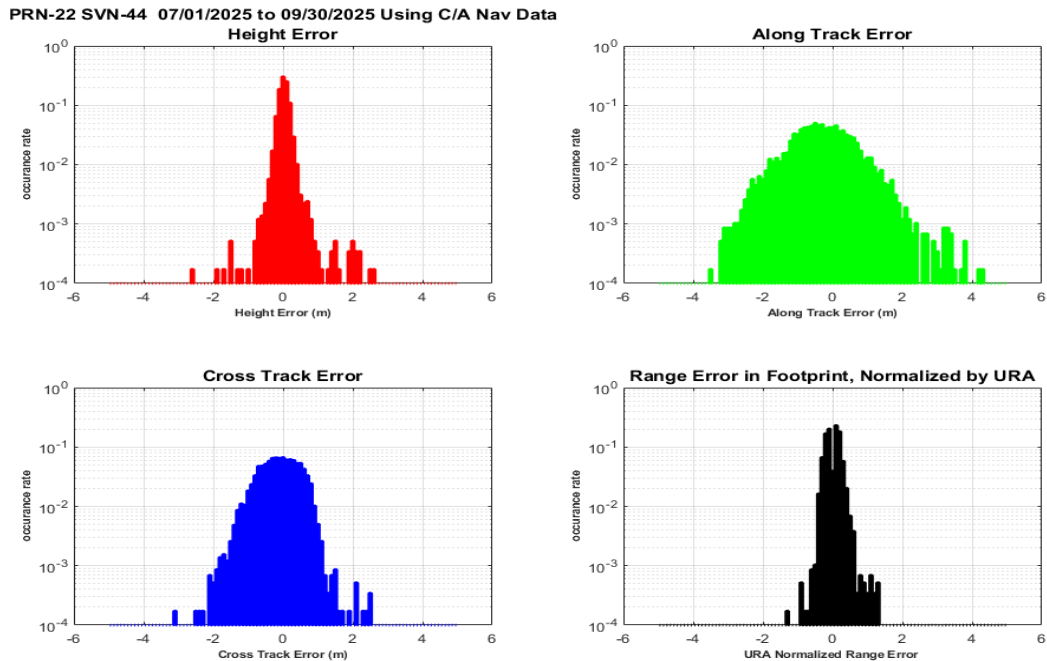 PRN-22 SVN-44  07/01/2025 to 09/30/2025 Using C/A Nav Data
Height Error
10^0
10^-1
10^-2
10^-3
10^-4
occurance rate
-6 -4 -2 0 2 4 6
Height Error (m)
Along Track Error
10^0
10^-1
10^-2
10^-3
10^-4
occurance rate
-6 -4 -2 0 2 4 6
Along Track Error (m)
Cross Track Error
10^0
10^-1
10^-2
10^-3
10^-4
occurance rate
-6 -4 -2 0 2 4 6
Cross Track Error (m)
Range Error in Footprint, Normalized by URA
10^0
10^-1
10^-2
10^-3
10^-4
occurance rate
-6 -4 -2 0 2 4 6
URA Normalized Range Error